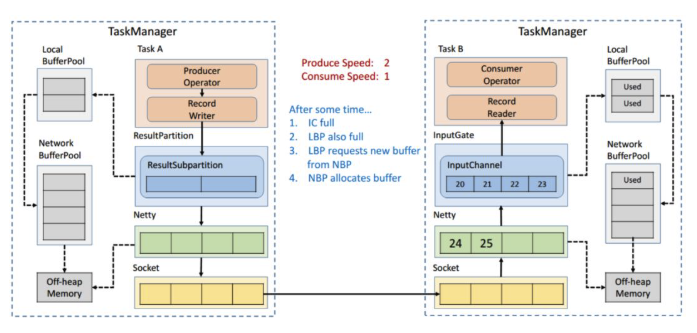 TaskManager
Local
BufferPool
Task A
Producer
Operator
Record
Writer
Network
BufferPool
ResultPartition
ResultSubpartition
Netty
Off-heap
Memory
Socket
Produce Speed: 2
Consume Speed: 1
After some time...
1. IC full
2. LBP also full
3. LBP requests new buffer
from NBP
4. NBP allocates buffer
TaskManager
Task B
Consumer
Operator
Record
Reader
Local
BufferPool
Used
Used
InputGate
InputChannel
20 21 22 23
Network
BufferPool
Used
Netty
24 25
Socket
Off-heap
Memory